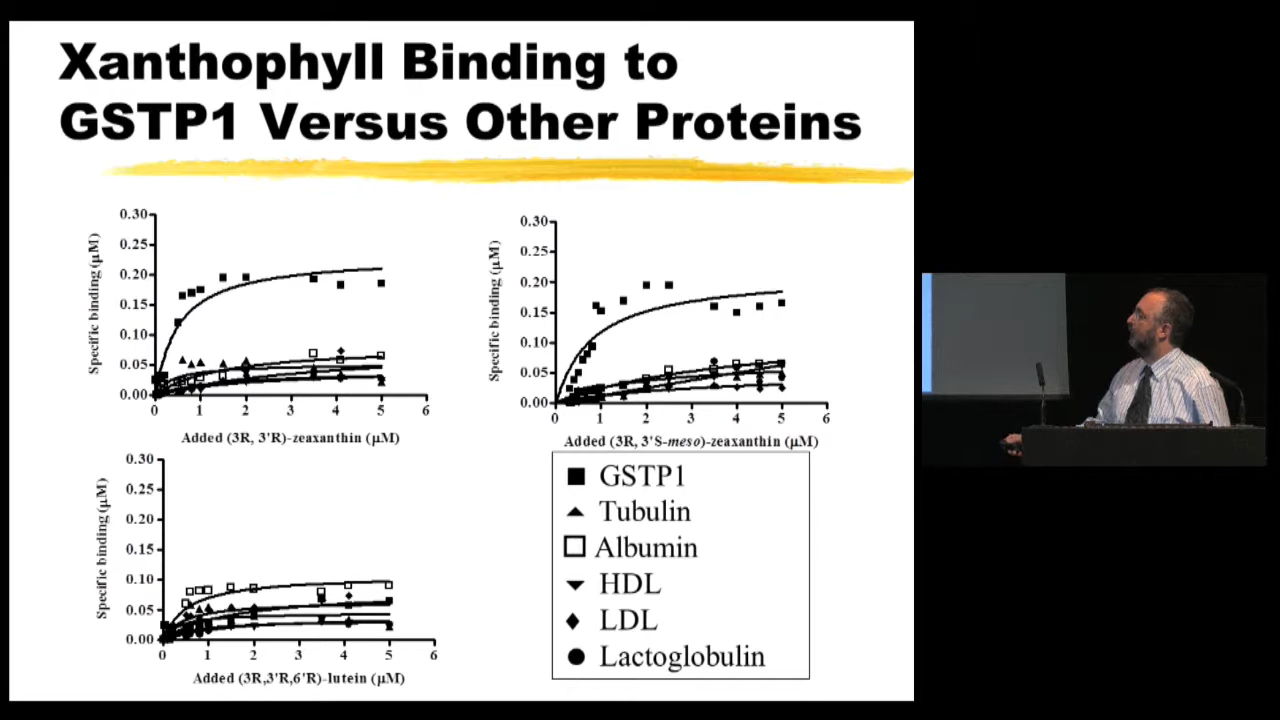 Xanthophyll Binding to
GSTP1 Versus Other Proteins
0.30
0.25
0.20
0.15
0.10
0.05
0.00
Specific binding (µM)
0 1 2 3 4 5 6
Added (3R, 3'R)-zeaxanthin (µM)
0.30
0.25
0.20
0.15
0.10
0.05
0.00
Specific binding (µM)
0 1 2 3 4 5 6
Added (3R, 3'S-meso)-zeaxanthin (µM)
0.30
0.25
0.20
0.15
0.10
0.05
0.00
Specific binding (µM)
0 1 2 3 4 5 6
Added (3R,3'R,6'R)-lutein (µM)
GSTP1
Tubulin
Albumin
HDL
LDL
Lactoglobulin